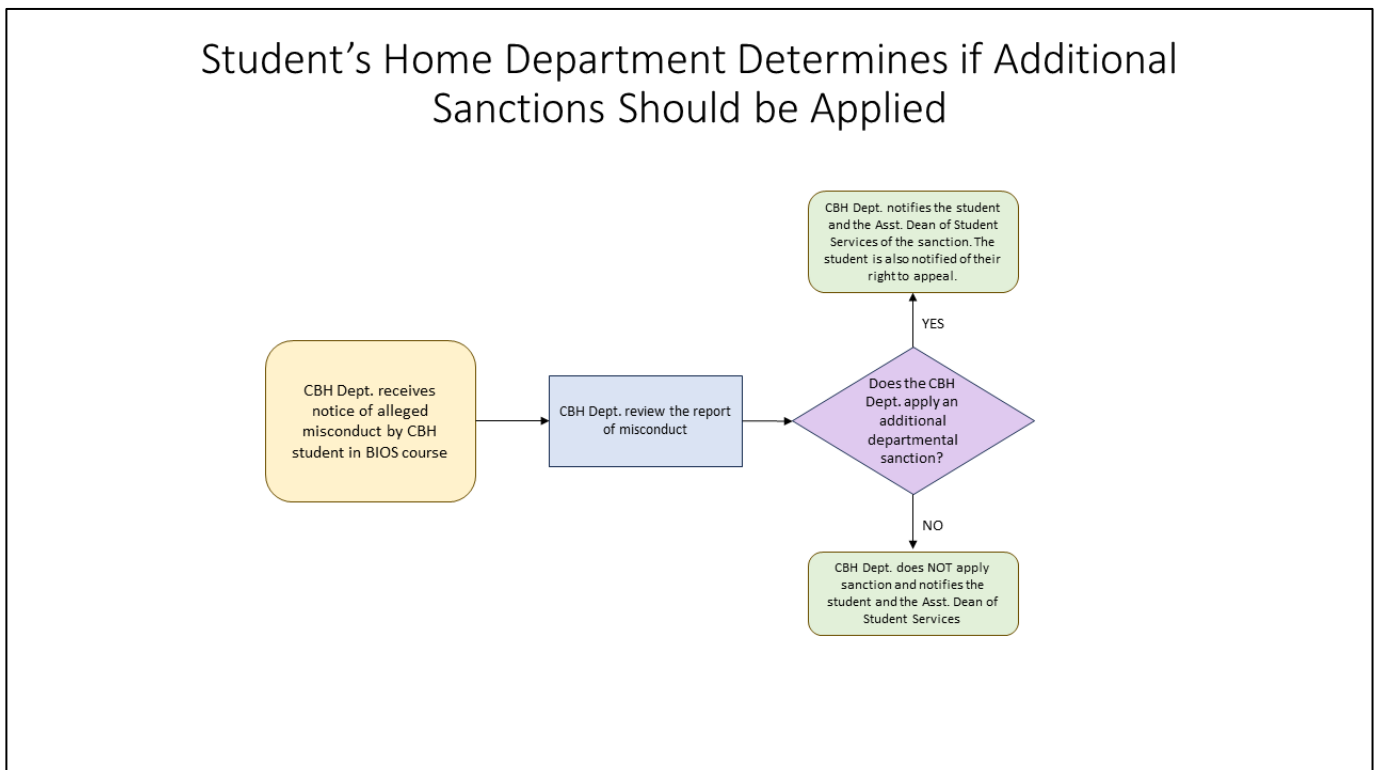 Student’s Home Department Determines if Additional
Sanctions Should be Applied
CBH Dept. receives
notice of alleged
misconduct by CBH
student in BIOS course
CBH Dept. review the report
of misconduct
Does the CBH
Dept. apply an
additional
departmental
sanction?
YES
CBH Dept. notifies the student
and the Asst. Dean of Student
Services of the sanction. The
student is also notified of their
right to appeal.
NO
CBH Dept. does NOT apply
sanction and notifies the
student and the Asst. Dean of
Student Services